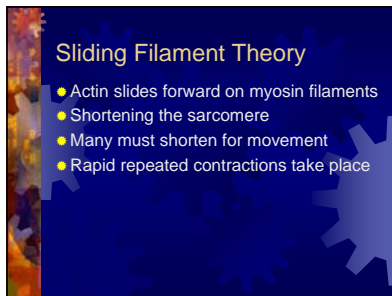 Sliding Filament Theory
Actin slides forward on myosin filaments
Shortening the sarcomere
Many must shorten for movement
Rapid repeated contractions take place